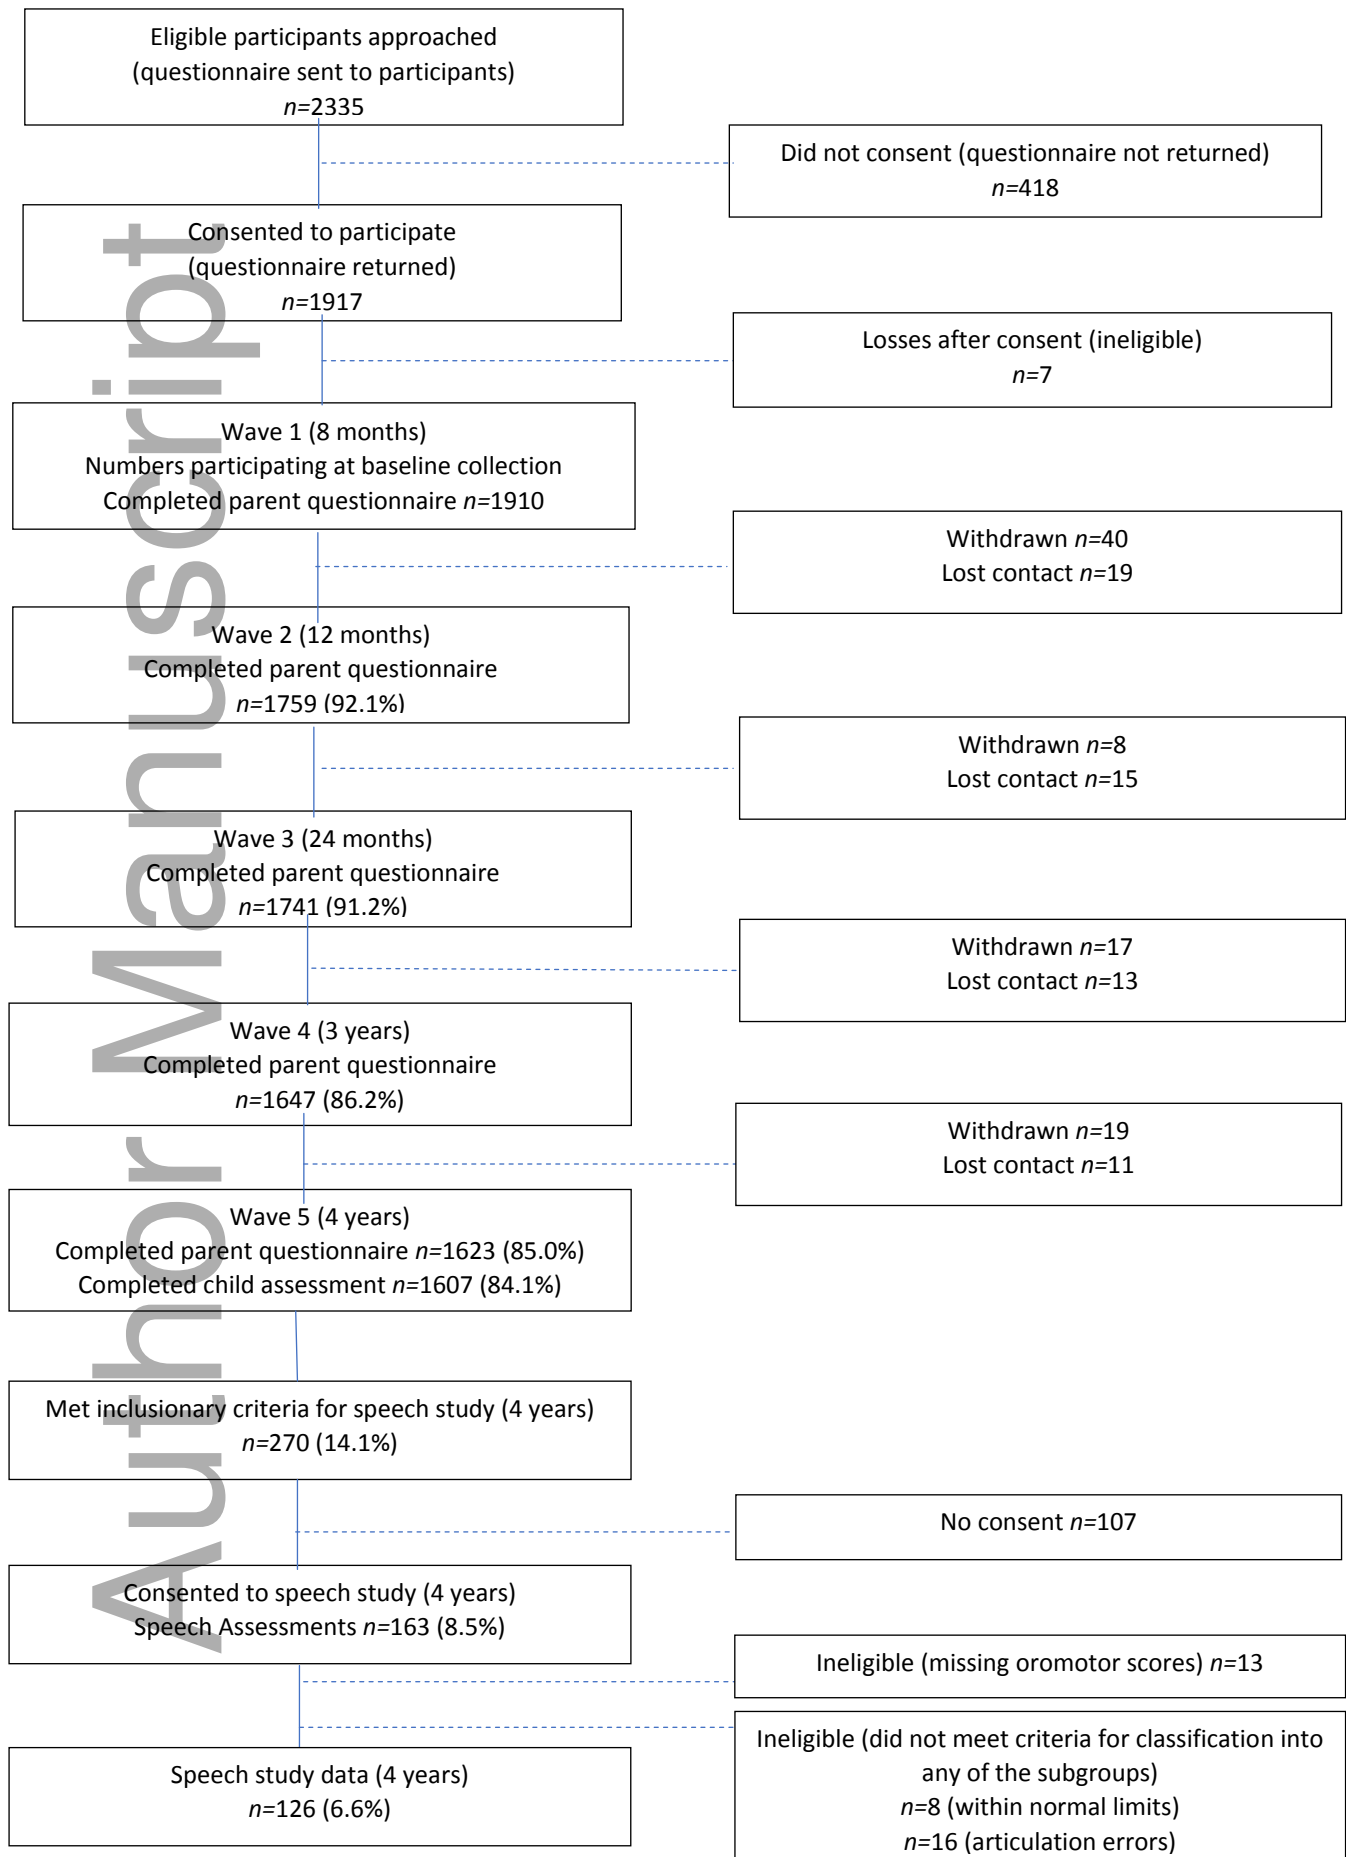 Eligible participants approached
(questionnaire sent to participants)
n=2335
Did not consent (questionnaire not returned)
n=418
Consented to participate
(questionnaire returned)
n=1917
Losses after consent (ineligible)
n=7
Wave 1 (8 months)
Numbers participating at baseline collection
Completed parent questionnaire n=1910
Withdrawn n=40
Lost contact n=19
Wave 2 (12 months)
Completed parent questionnaire
n=1759 (92.1%)
Withdrawn n=8
Lost contact n=15
Wave 3 (24 months)
Completed parent questionnaire
n=1741 (91.2%)
Withdrawn n=17
Lost contact n=13
Wave 4 (3 years)
Completed parent questionnaire
n=1647 (86.2%)
Withdrawn n=19
Lost contact n=11
Wave 5 (4 years)
Completed parent questionnaire n=1623 (85.0%)
Completed child assessment n=1607 (84.1%)
Met inclusionary criteria for speech study (4 years)
n=270 (14.1%)
No consent n=107
Consented to speech study (4 years)
Speech Assessments n=163 (8.5%)
Ineligible (missing oromotor scores) n=13
Ineligible (did not meet criteria for classification into
any of the subgroups)
n=8 (within normal limits)
n=16 (articulation errors)
Speech study data (4 years)
n=126 (6.6%)
Author Manuscript